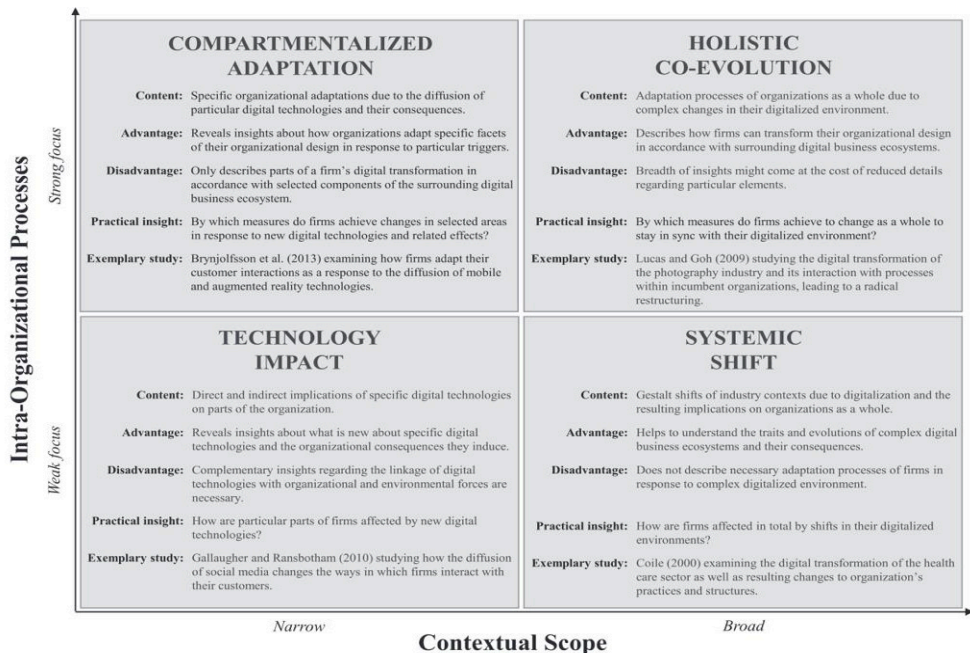 Intra-Organizational Processes
Strong focus
Weak focus
COMPARTMENTALIZED
ADAPTATION
Content: Specific organizational adaptations due to the diffusion of
particular digital technologies and their consequences.
Advantage: Reveals insights about how organizations adapt specific facets
of their organizational design in response to particular triggers.
Disadvantage: Only describes parts of a firm's digital transformation in
accordance with selected components of the surrounding digital
business ecosystem.
Practical insight: By which measures do firms achieve changes in selected areas
in response to new digital technologies and related effects?
Exemplary study: Brynjolfsson et al. (2013) examining how firms adapt their
customer interactions as a response to the diffusion of mobile
and augmented reality technologies.
HOLISTIC
CO-EVOLUTION
Content: Adaptation processes of organizations as a whole due to
complex changes in their digitalized environment.
Advantage: Describes how firms can transform their organizational design
in accordance with surrounding digital business ecosystems.
Disadvantage: Breadth of insights might come at the cost of reduced details
regarding particular elements.
Practical insight: By which measures do firms achieve to change as a whole to
stay in sync with their digitalized environment?
Exemplary study: Lucas and Goh (2009) studying the digital transformation of
the photography industry and its interaction with processes
within incumbent organizations, leading to a radical
restructuring.
TECHNOLOGY
IMPACT
Content: Direct and indirect implications of specific digital technologies
on parts of the organization.
Advantage: Reveals insights about what is new about specific digital
technologies and the organizational consequences they induce.
Disadvantage: Complementary insights regarding the linkage of digital
technologies with organizational and environmental forces are
necessary.
Practical insight: How are particular parts of firms affected by new digital
technologies?
Exemplary study: Gallaugher and Ransbotham (2010) studying how the diffusion
of social media changes the ways in which firms interact with
their customers.
SYSTEMIC
SHIFT
Content: Gestalt shifts of industry contexts due to digitalization and the
resulting implications on organizations as a whole.
Advantage: Helps to understand the traits and evolutions of complex digital
business ecosystems and their consequences.
Disadvantage: Does not describe necessary adaptation processes of firms in
response to complex digitalized environment.
Practical insight: How are firms affected in total by shifts in their digitalized
environments?
Exemplary study: Coile (2000) examining the digital transformation of the health
care sector as well as resulting changes to organization's
practices and structures.
Narrow
Broad
Contextual Scope